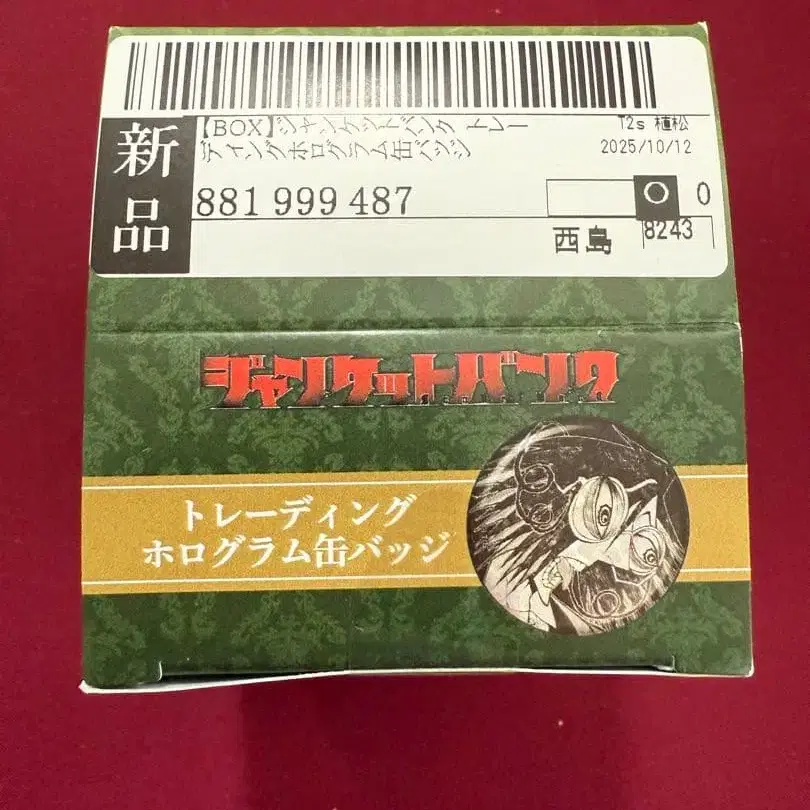 新品
【BOX】ジャンケットバンク トレー
ディングホログラム缶バッジ
T2s 植松
2025/10/12
881 999 487
○ 0
西島 8243
ジャンケットバンク
トレーディング
ホログラム缶バッジ